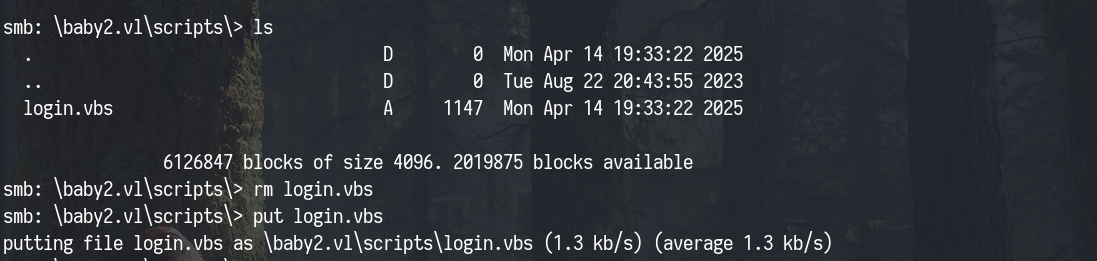 smb: \baby2.vl\scripts\> ls
  .                                   D        0  Mon Apr 14 19:33:22 2025
  ..                                  D        0  Tue Aug 22 20:43:55 2023
  login.vbs                           A     1147  Mon Apr 14 19:33:22 2025
                6126847 blocks of size 4096. 2019875 blocks available
smb: \baby2.vl\scripts\> rm login.vbs
smb: \baby2.vl\scripts\> put login.vbs
putting file login.vbs as \baby2.vl\scripts\login.vbs (1.3 kb/s) (average 1.3 kb/s)